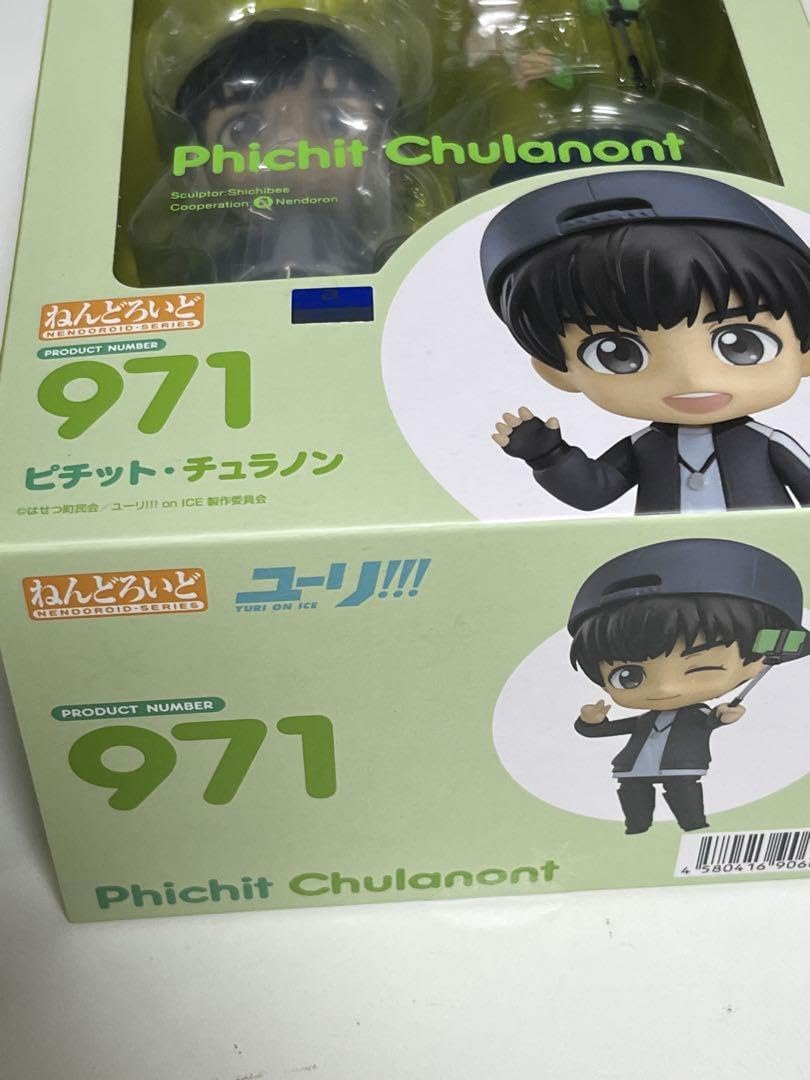 Phichit Chulanont
Sculptor:Shichibee
Cooperation: a Nendoron
a
ねんどろいど
NENDOROID-SERIES
PRODUCT NUMBER
971
ピチット・チュラノン
©はせつ町民会/ユーリ!!! on ICE 製作委員会
ねんどろいど
NENDOROID-SERIES
ユーリ!!!
YURI ON ICE
PRODUCT NUMBER
971
Phichit Chulanont
4 580416 906